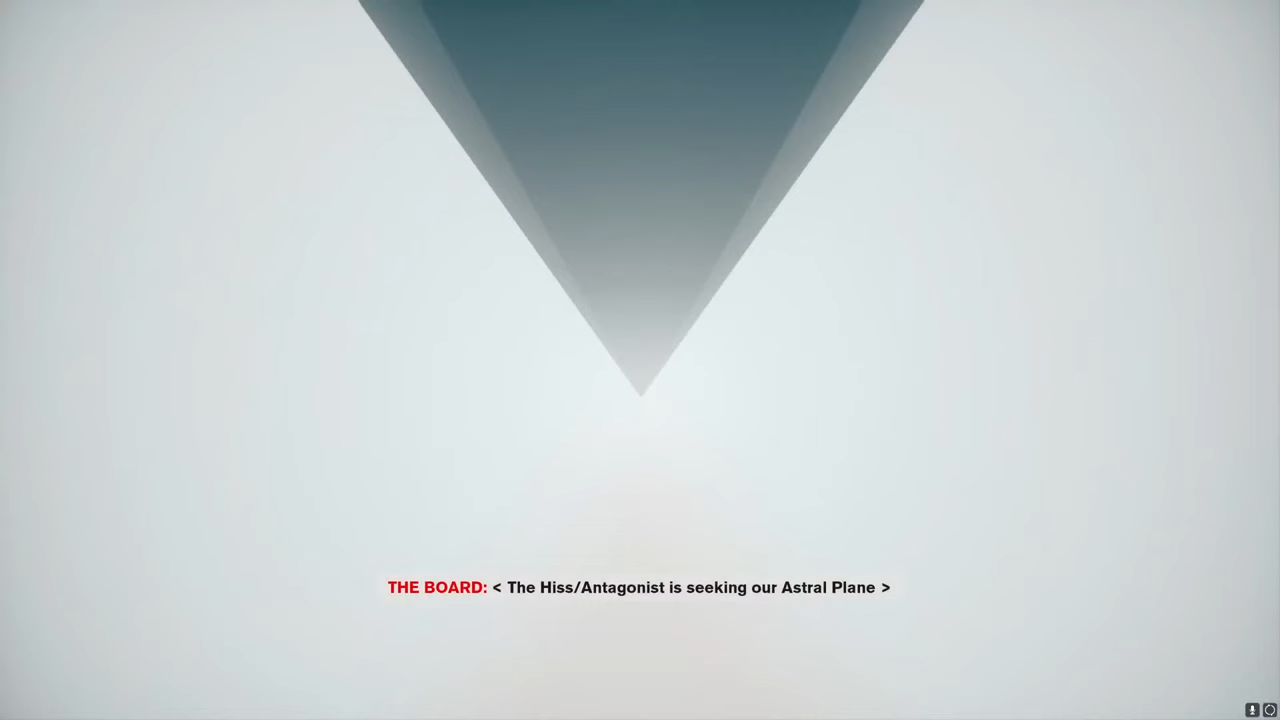 THE BOARD: < The Hiss/Antagonist is seeking our Astral Plane >